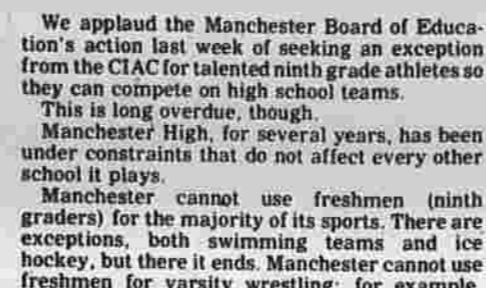 We applaud the Manchester Board of Educa-
tion's action last week of seeking an exception
from the CIAC for talented ninth grade athletes so
they can compete on high school teams.
This is long overdue, though.
Manchester High, for several years, has been
under constraints that do not affect every other
school it plays.
Manchester cannot use freshmen (ninth
graders) for the majority of its sports. There are
exceptions, both swimming teams and ice
hockey, but there it ends. Manchester cannot use
freshmen for varsity wrestling; for example,